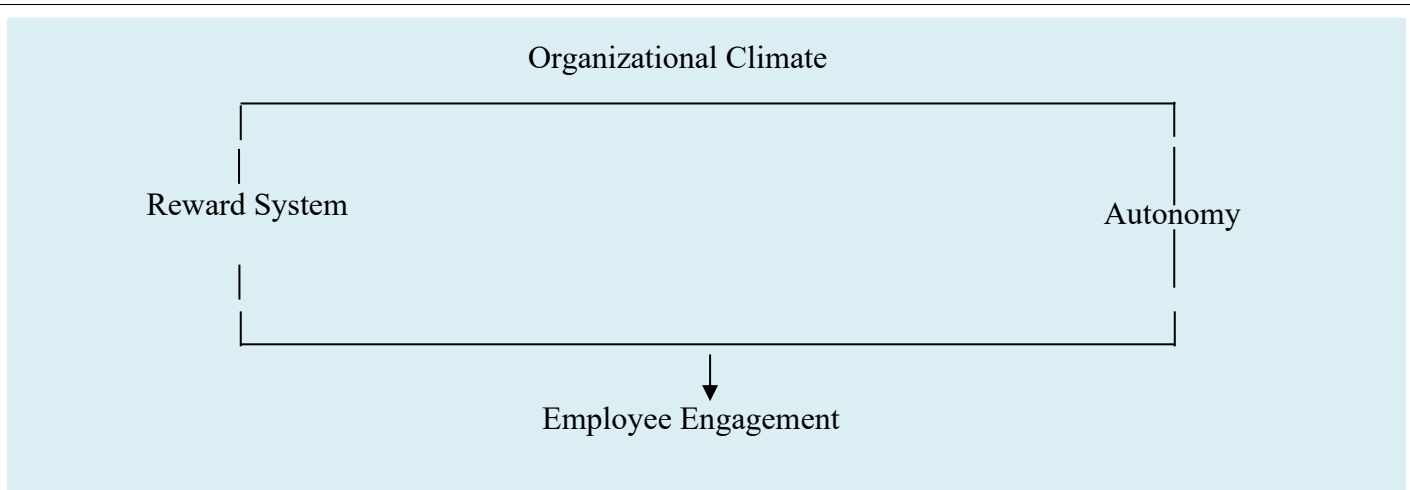 Organizational Climate
Reward System
Autonomy
Employee Engagement